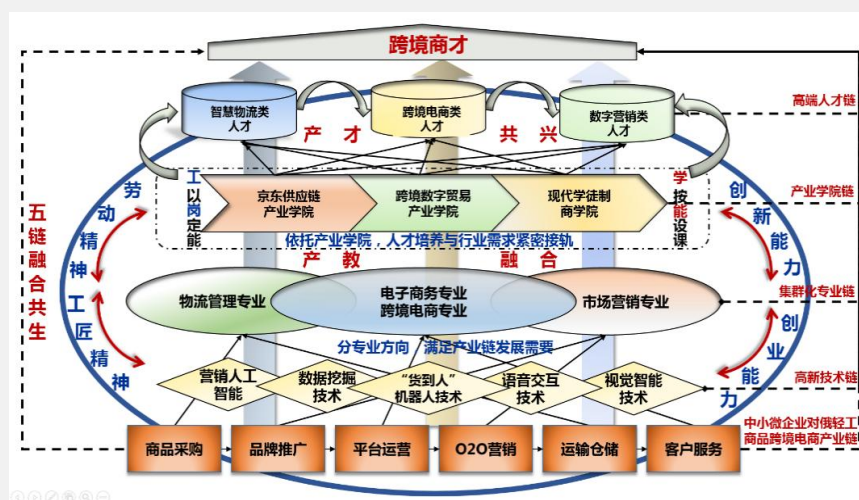 跨境商才
智慧物流类
人才
跨境电商类
人才
数字营销类
人才
高端人才链
产才
共兴
工以岗定能
京东供应链
产业学院
跨境数字贸易
产业学院
现代学徒制
商学院
学按能设课
产业学院链
依托产业学院，人才培养与行业需求紧密接轨
劳动精神
创新能力
五链融合共生
产教
融合
物流管理专业
电子商务专业
跨境电商专业
市场营销专业
集群化专业链
工匠精神
创业能力
分专业方向 满足产业链发展需要
营销人工
智能
数据挖掘
技术
“货到人”
机器人技术
语音交互
技术
视觉智能
技术
高新技术链
中小微企业对俄轻工
商品跨境电商产业链
商品采购
品牌推广
平台运营
O2O营销
运输仓储
客户服务